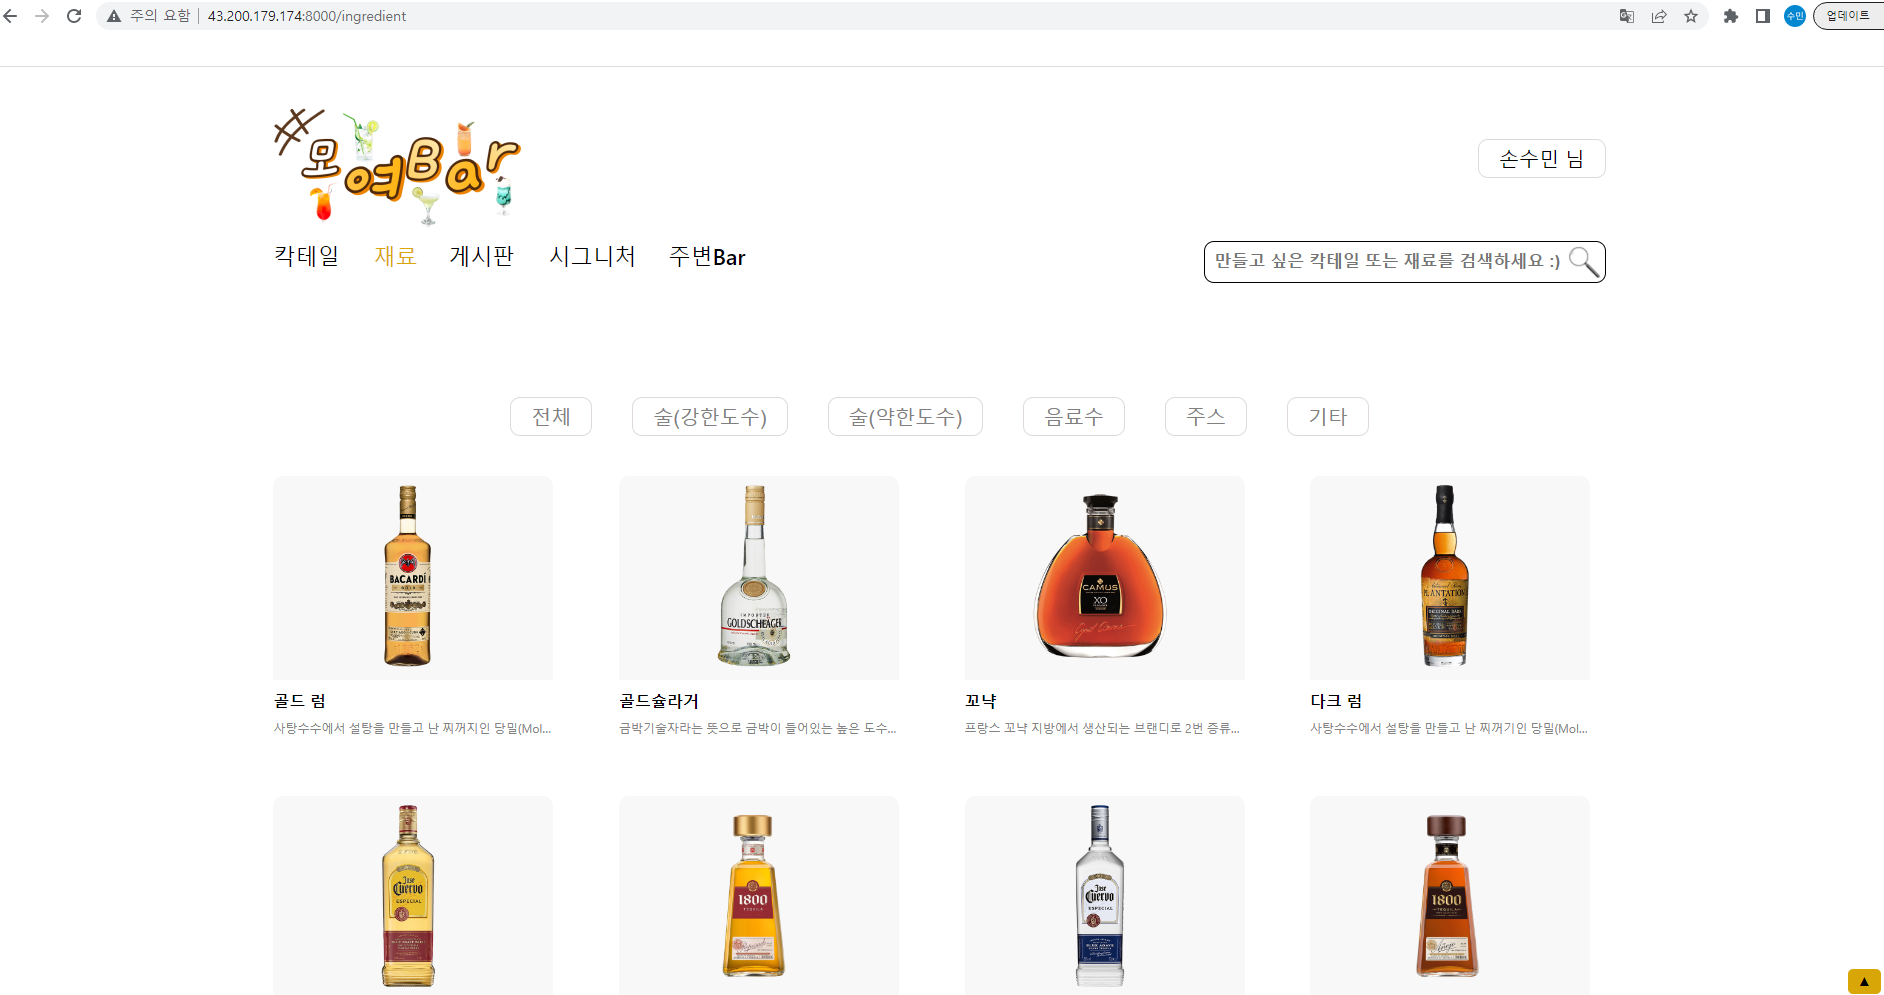 주의 요함 | 43.200.179.174:8000/ingredient
수민
업데이트
#모여Bar
손수민 님
칵테일 재료 게시판 시그니처 주변Bar
만들고 싶은 칵테일 또는 재료를 검색하세요 :)
전체 술(강한도수) 술(약한도수) 음료수 주스 기타
BACARDÍ
IMPORTED
GOLDSCHLÄGER
CAMUS
XO
PLANTATION
ORIGINAL DARK
골드 럼
사탕수수에서 설탕을 만들고 난 찌꺼지인 당밀(Mol...
골드슐라거
금박기술자라는 뜻으로 금박이 들어있는 높은 도수...
꼬냑
프랑스 꼬냑 지방에서 생산되는 브랜디로 2번 증류...
다크 럼
사탕수수에서 설탕을 만들고 난 찌꺼기인 당밀(Mol...
Jose
Cuervo
ESPECIAL
1800
TEQUILA
Jose
Cuervo
ESPECIAL
1800
TEQUILA
Añejo
▲